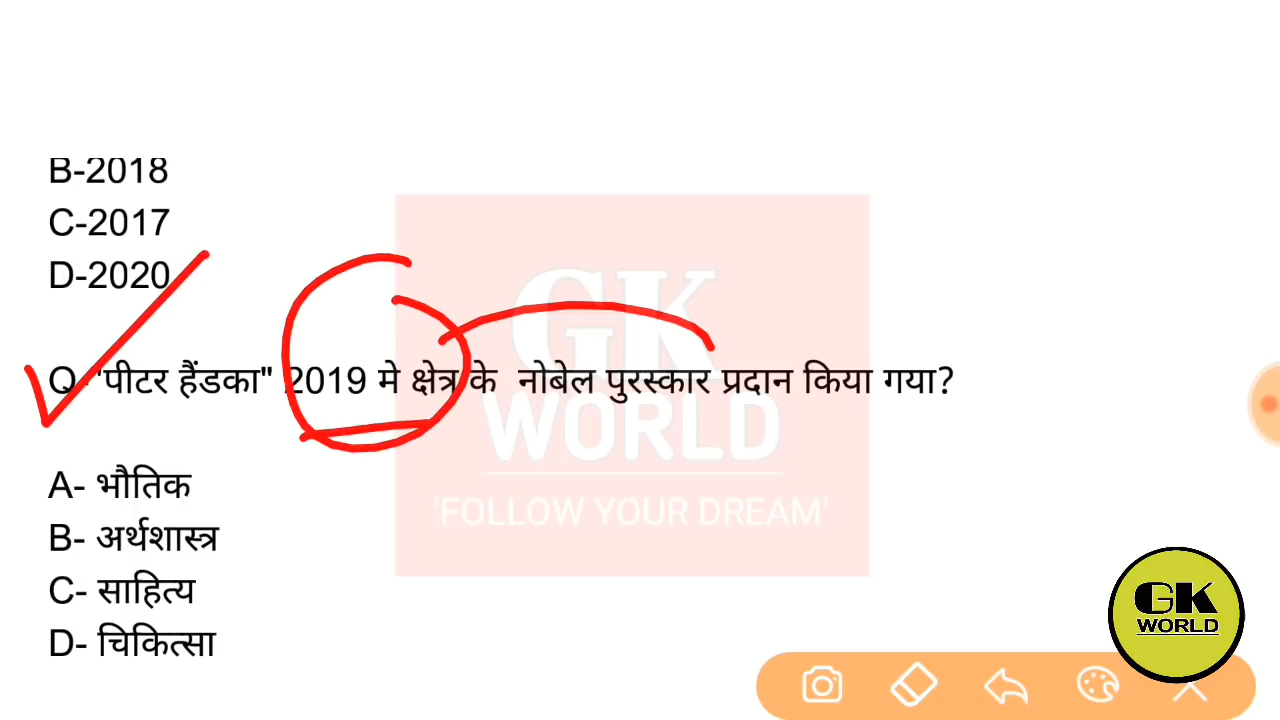 B-2018
C-2017
D-2020
Q- "पीटर हैंडका" 2019 मे क्षेत्र के नोबेल पुरस्कार प्रदान किया गया?
A- भौतिक
B- अर्थशास्त्र
C- साहित्य
D- चिकित्सा
GK
WORLD
'FOLLOW YOUR DREAM'
GK
WORLD